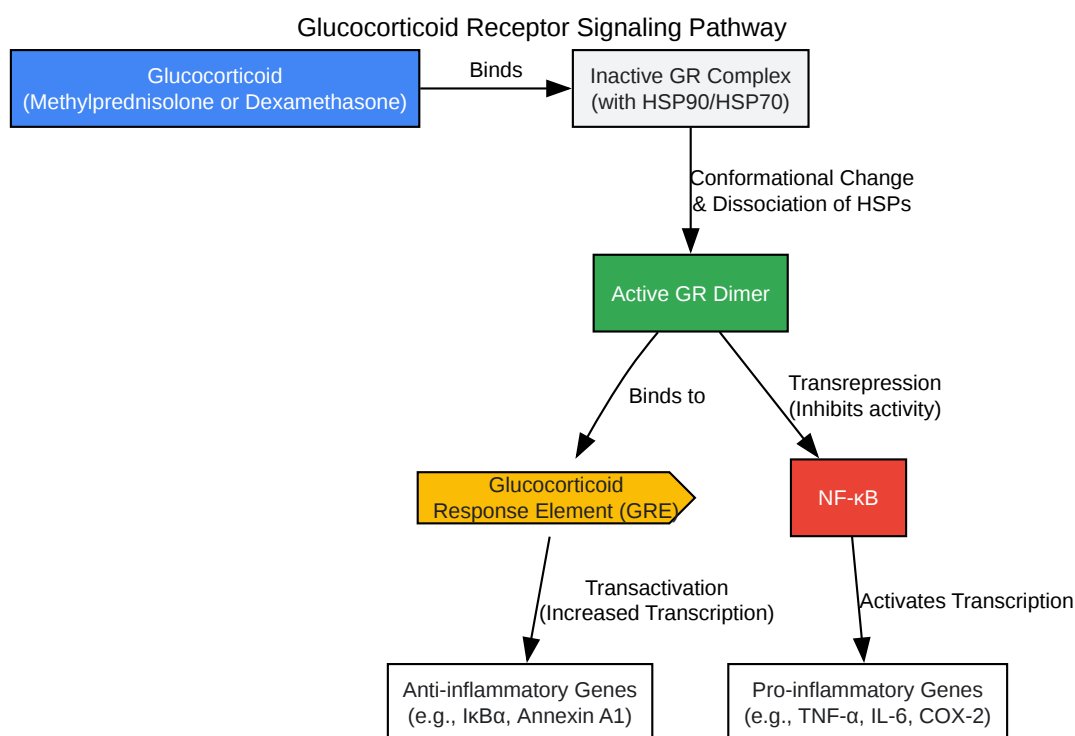 Glucocorticoid Receptor Signaling Pathway
Glucocorticoid
(Methylprednisolone or Dexamethasone)
Binds
Inactive GR Complex
(with HSP90/HSP70)
Conformational Change
& Dissociation of HSPs
Active GR Dimer
Binds to
Transrepression
(Inhibits activity)
Glucocorticoid
Response Element (GRE)
NF-κB
Transactivation
(Increased Transcription)
Activates Transcription
Anti-inflammatory Genes
(e.g., IκBα, Annexin A1)
Pro-inflammatory Genes
(e.g., TNF-α, IL-6, COX-2)